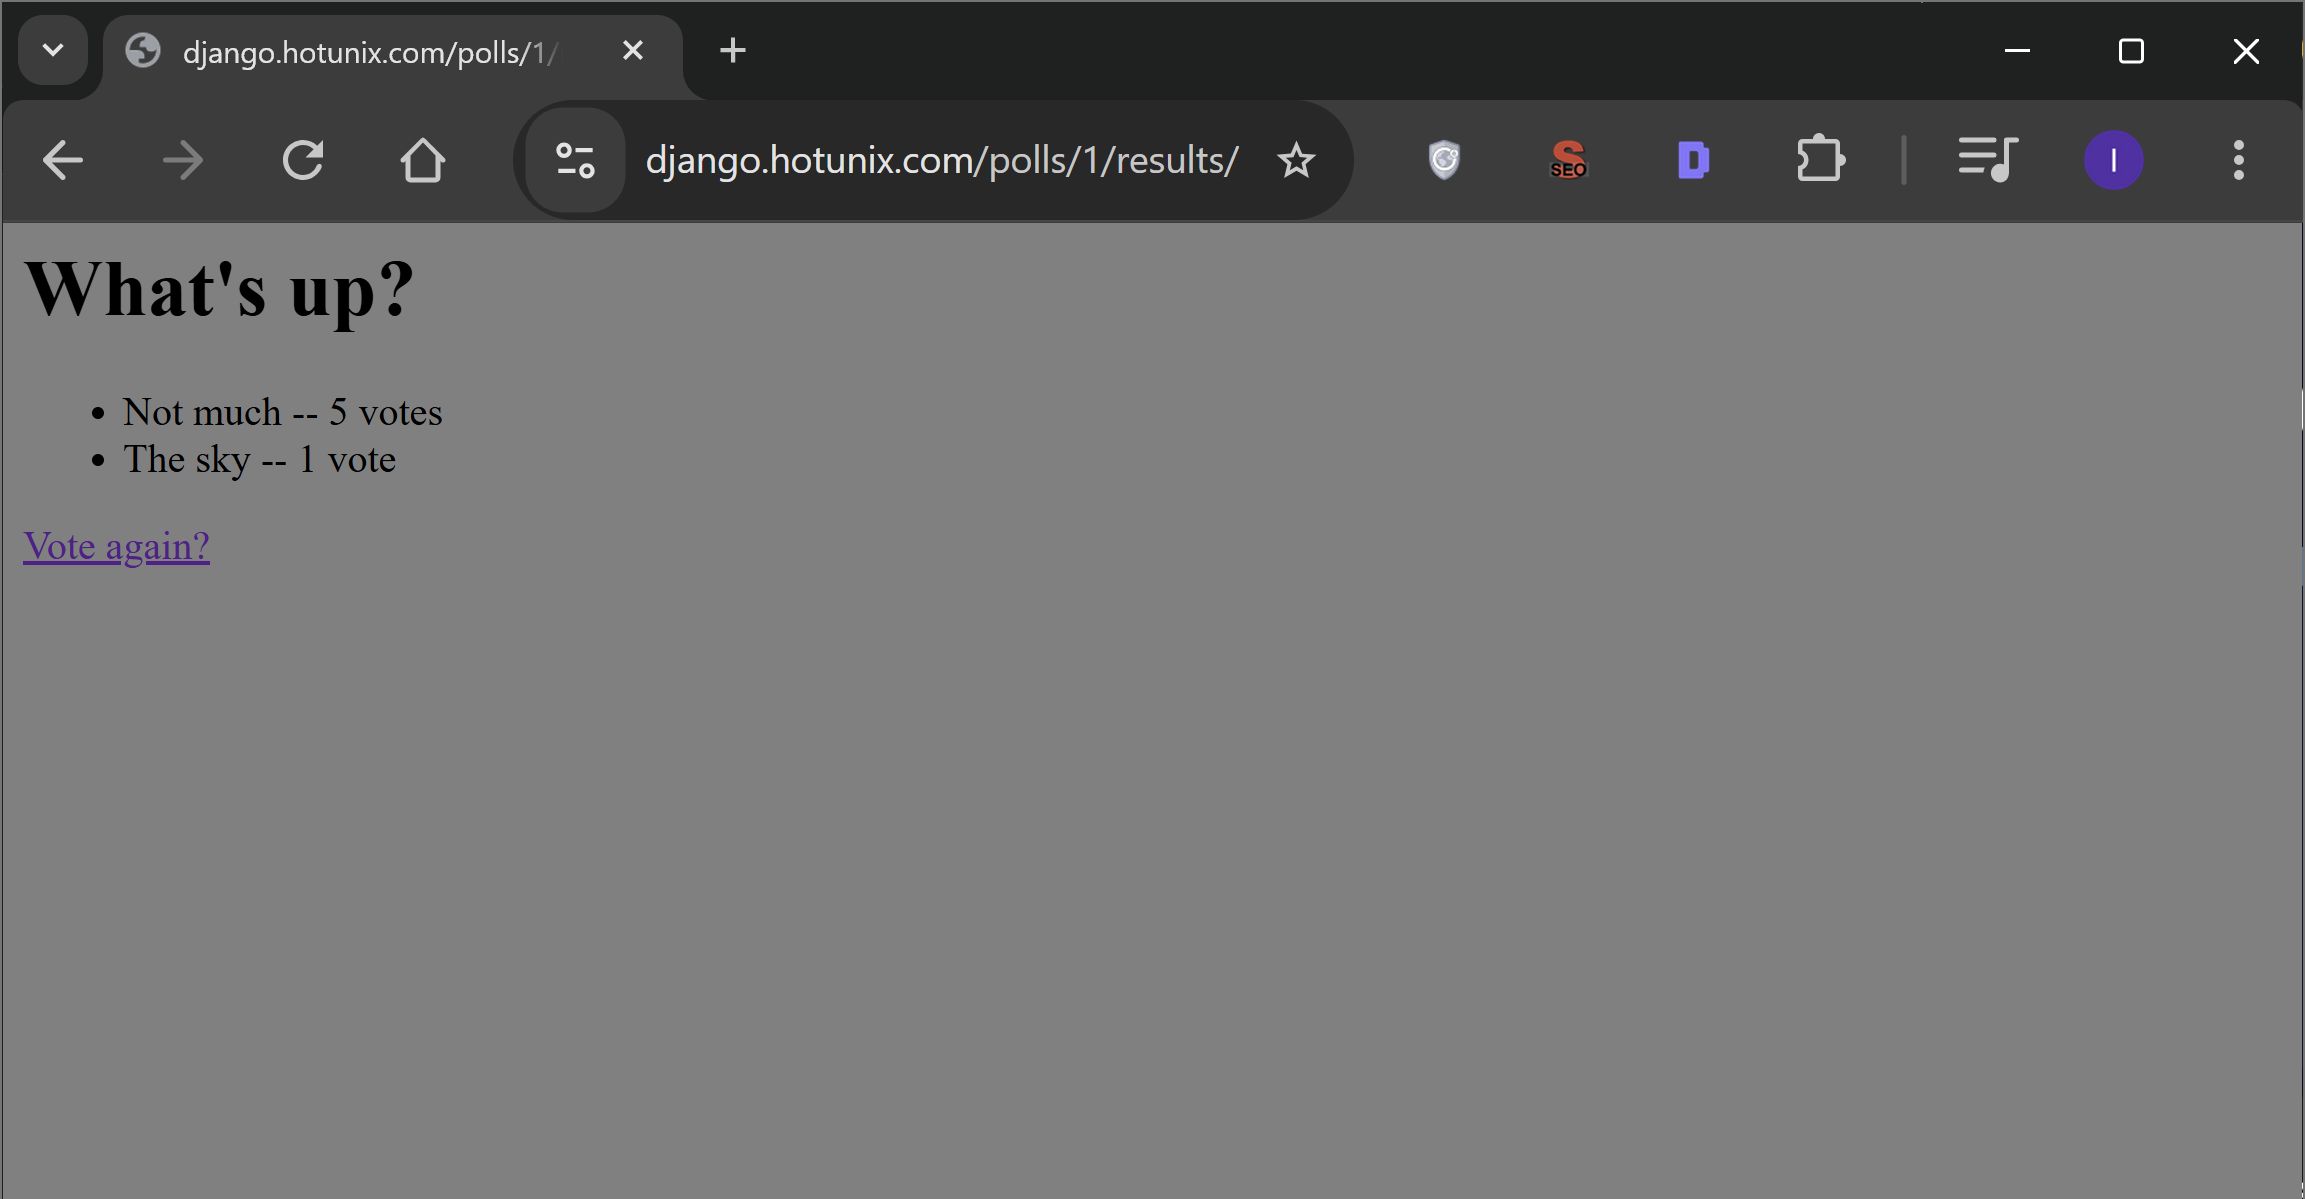 django.hotunix.com/polls/1/
django.hotunix.com/polls/1/results/
SEO
D
I
What's up?
Not much -- 5 votes
The sky -- 1 vote
Vote again?